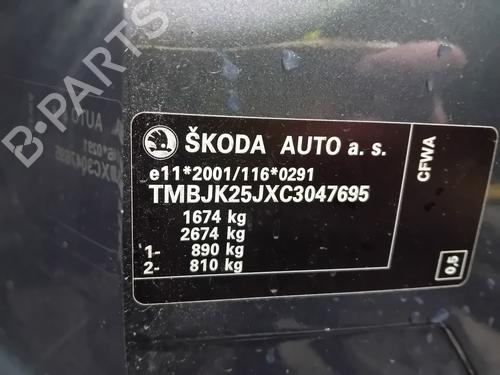 B-PARTS
ŠKODA AUTO a. s.
e11*2001/116*0291
TMBJK25JXC3047695
1674 kg
2674 kg
1- 890 kg
2- 810 kg
CFWA
0,5